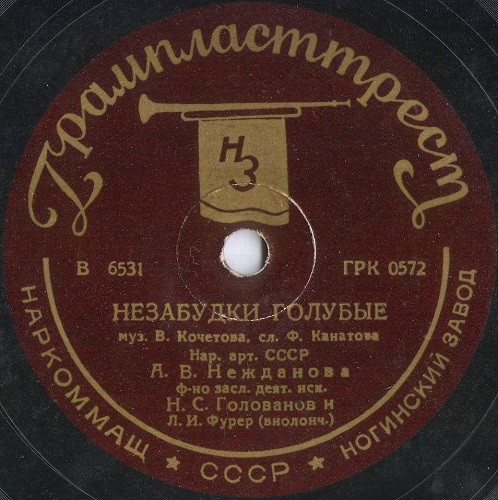 Грампласттрест
НЗ
В 6531
ГРК 0572
НЕЗАБУДКИ ГОЛУБЫЕ
муз. В. Кочетова, сл. Ф. Канатова
Нар. арт. СССР
А. В. Нежданова
ф-но засл. деят. иск.
Н. С. Голованов и
Л. И. Фурер (виолонч.)
НАРКОММАШ ★ СССР ★ НОГИНСКИЙ ЗАВОД